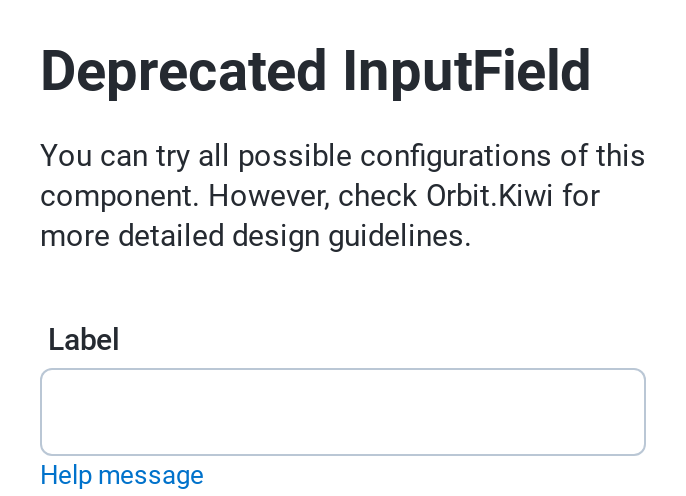 Deprecated InputField
You can try all possible configurations of this
component. However, check Orbit.Kiwi for
more detailed design guidelines.
Label
Help message